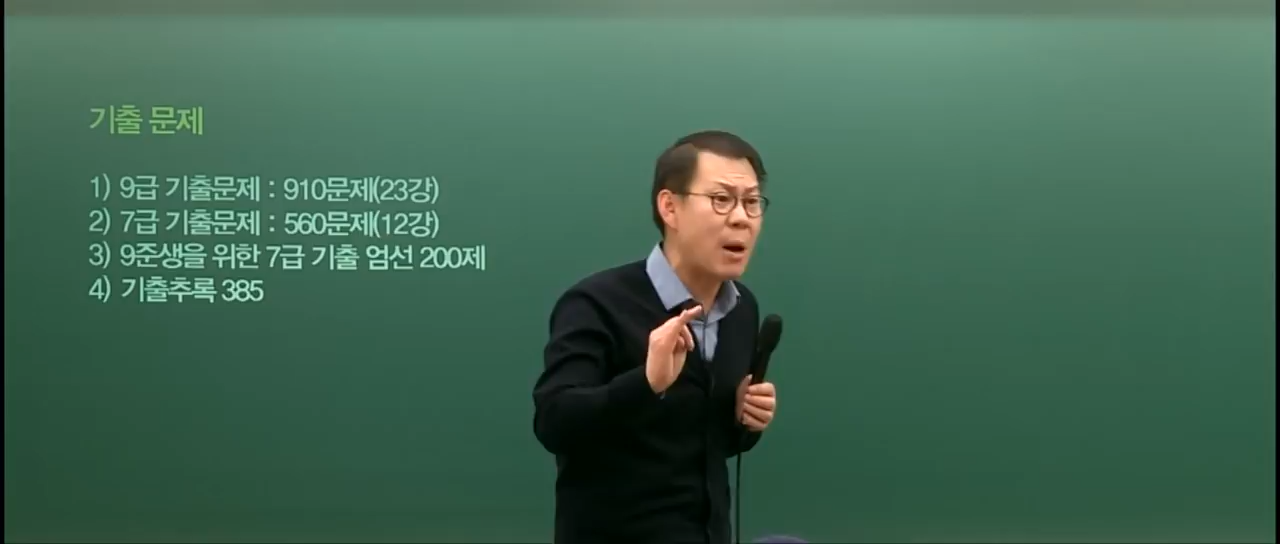 기출 문제
1) 9급 기출문제 : 910문제(23강)
2) 7급 기출문제 : 560문제(12강)
3) 9준생을 위한 7급 기출 엄선 200제
4) 기출추록 385